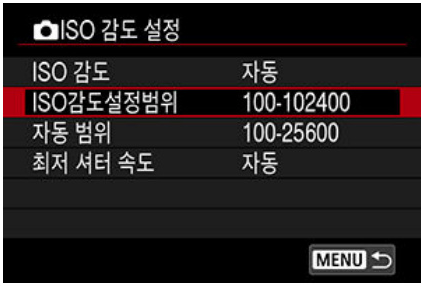 ISO 감도 설정
ISO 감도 자동
ISO감도설정범위 100-102400
자동 범위 100-25600
최저 셔터 속도 자동
MENU